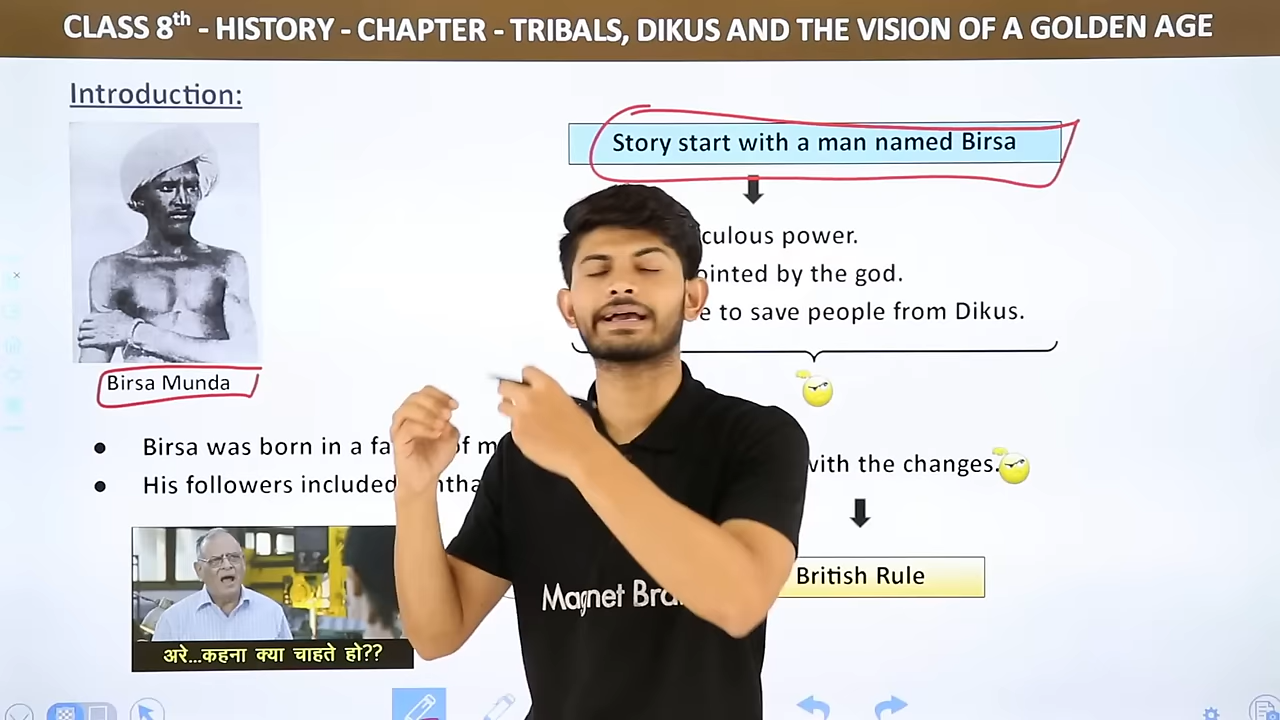 CLASS 8th - HISTORY - CHAPTER - TRIBALS, DIKUS AND THE VISION OF A GOLDEN AGE
Introduction:
Birsa Munda
Story start with a man named Birsa
culous power.
ointed by the god.
e to save people from Dikus.
Birsa was born in a fa of m
His followers included ntha
with the changes.
British Rule
अरे...कहना क्या चाहते हो??
Magnet Bra